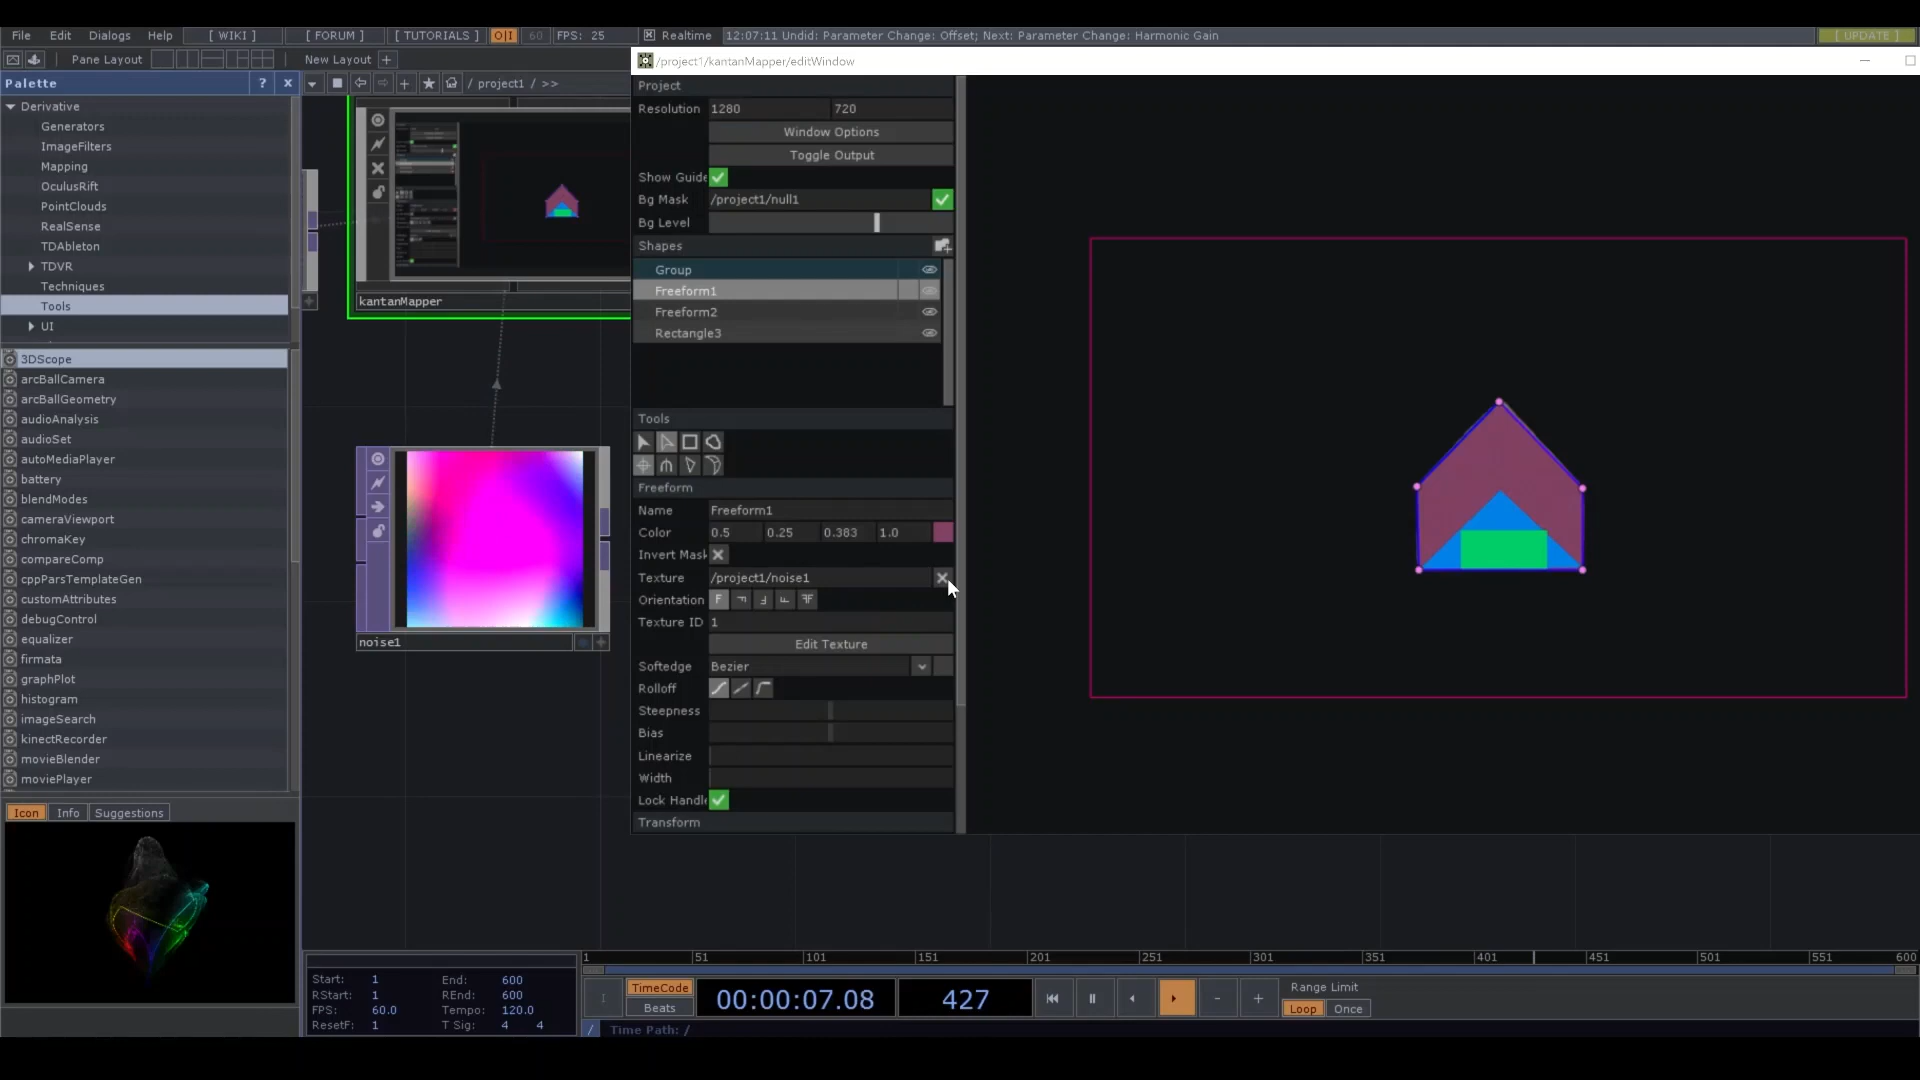 File Edit Dialogs Help [ WIKI ] [ FORUM ] [ TUTORIALS ] O|I 60 FPS: 25 Realtime 12:07:11 Undid: Parameter Change: Offset; Next: Parameter Change: Harmonic Gain [ UPDATE ]
Pane Layout New Layout +
/project1/kantanMapper/editWindow
Palette ? x
/ project1 / >>
Derivative
Generators
ImageFilters
Mapping
OculusRift
PointClouds
RealSense
TDAbleton
TDVR
Techniques
Tools
UI
3DScope
arcBallCamera
arcBallGeometry
audioAnalysis
audioSet
autoMediaPlayer
battery
blendModes
cameraViewport
chromaKey
compareComp
cppParsTemplateGen
customAttributes
debugControl
equalizer
firmata
graphPlot
histogram
imageSearch
kinectRecorder
movieBlender
moviePlayer
Icon Info Suggestions
kantanMapper
noise1
Project
Resolution 1280 720
Window Options
Toggle Output
Show Guide
Bg Mask /project1/null1
Bg Level
Shapes
Group
Freeform1
Freeform2
Rectangle3
Tools
Freeform
Name Freeform1
Color 0.5 0.25 0.383 1.0
Invert Mask
Texture /project1/noise1
Orientation
Texture ID 1
Edit Texture
Softedge Bezier
Rolloff
Steepness
Bias
Linearize
Width
Lock Handle
Transform
1 51 101 151 201 251 301 351 401 451 501 551 600
Start: 1 End: 600
RStart: 1 REnd: 600
FPS: 60.0 Tempo: 120.0
ResetF: 1 T Sig: 4 4
TimeCode
Beats
00:00:07.08
427
Range Limit
Loop Once
/ Time Path: /